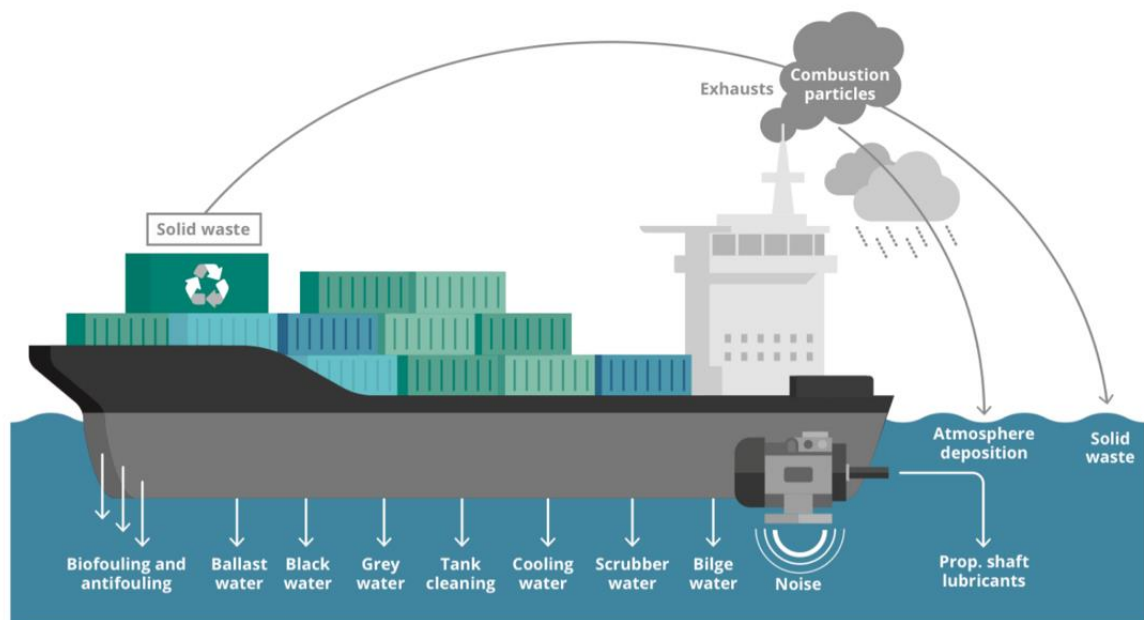 Combustion
particles
Exhausts
Solid waste
Atmosphere
deposition
Solid
waste
Biofouling and
antifouling
Ballast
water
Black
water
Grey
water
Tank
cleaning
Cooling
water
Scrubber
water
Bilge
water
Noise
Prop. shaft
lubricants